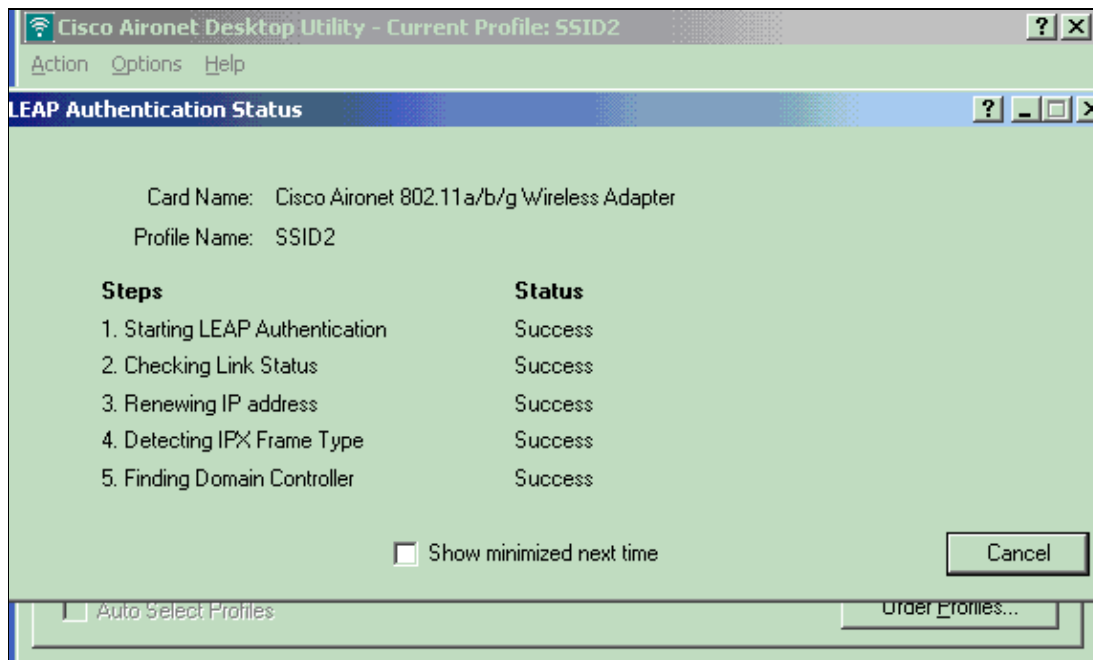 Cisco Aironet Desktop Utility - Current Profile: SSID2
Action Options Help
LEAP Authentication Status
Card Name: Cisco Aironet 802.11a/b/g Wireless Adapter
Profile Name: SSID2
Steps Status
1. Starting LEAP Authentication Success
2. Checking Link Status Success
3. Renewing IP address Success
4. Detecting IPX Frame Type Success
5. Finding Domain Controller Success
Show minimized next time Cancel
Auto Select Profiles Order Profiles...